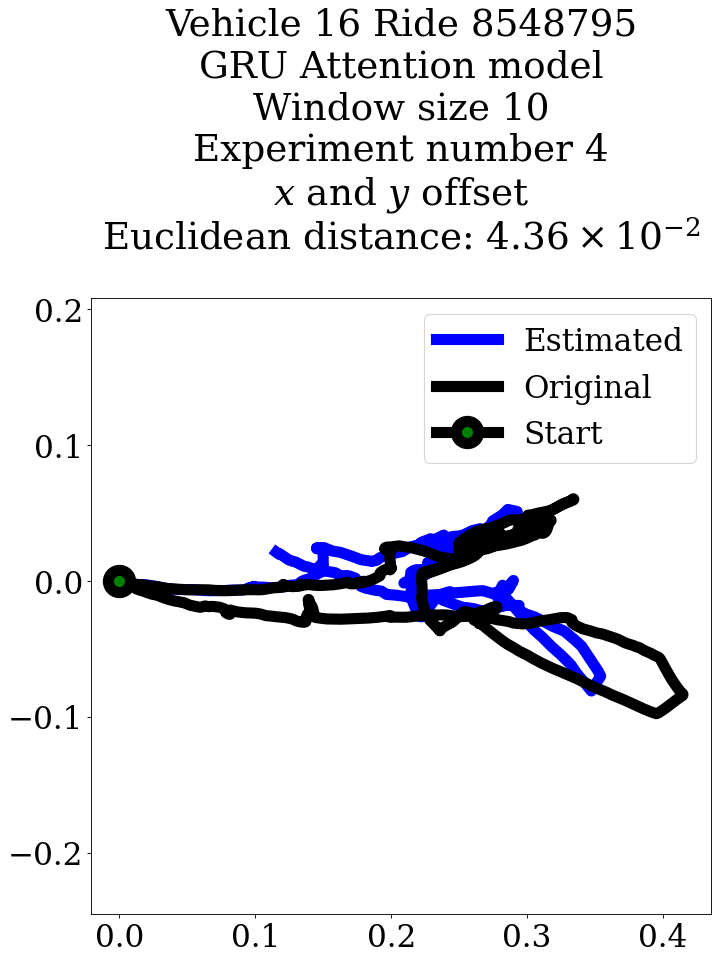 Vehicle 16 Ride 8548795
GRU Attention model
Window size 10
Experiment number 4
x and y offset
Euclidean distance: 4.36 × 10⁻²
Estimated
Original
Start
0.2
0.1
0.0
−0.1
−0.2
0.0 0.1 0.2 0.3 0.4